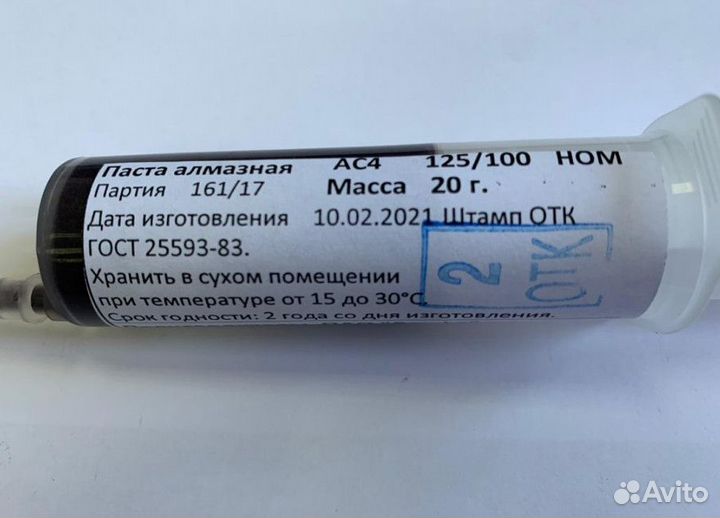 Паста алмазная АС4 125/100 НОМ
Партия 161/17 Масса 20 г.
Дата изготовления 10.02.2021 Штамп ОТК
ГОСТ 25593-83.
Хранить в сухом помещении
при температуре от 15 до 30°С.
Срок годности: 2 года со дня изготовления.
2
ОТК
Avito